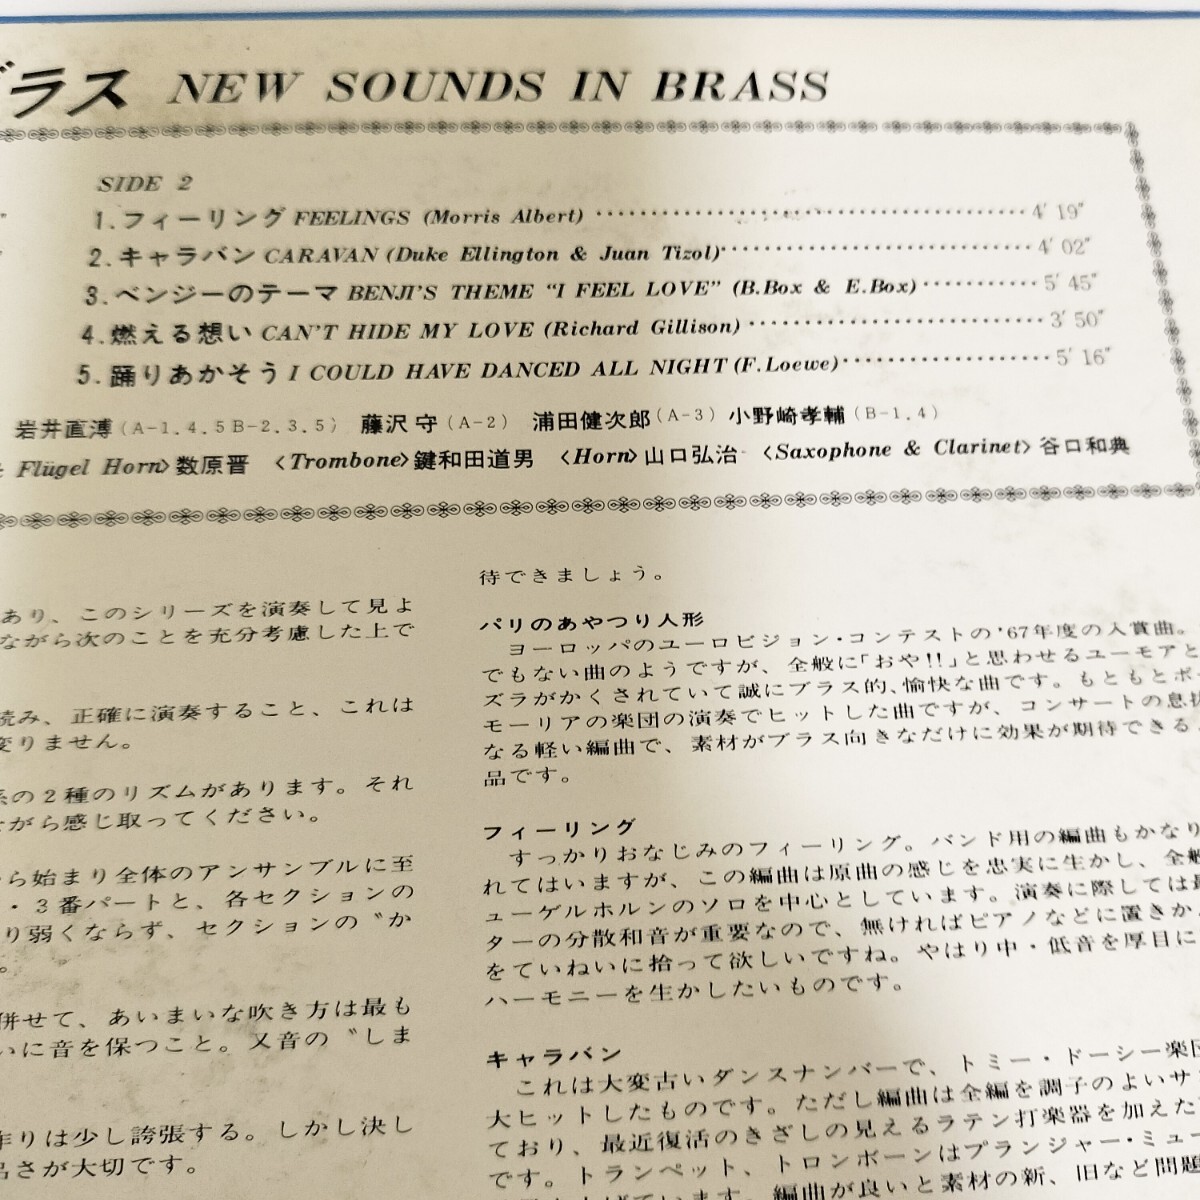 ブラス NEW SOUNDS IN BRASS
SIDE 2
1.フィーリング FEELINGS (Morris Albert) 4′19″
2.キャラバン CARAVAN (Duke Ellington & Juan Tizol) 4′02″
3.ベンジーのテーマ BENJI'S THEME “I FEEL LOVE” (B.Box & E.Box) 5′45″
4.燃える想い CAN'T HIDE MY LOVE (Richard Gillison) 3′50″
5.踊りあかそう I COULD HAVE DANCED ALL NIGHT (F.Loewe) 5′16″
岩井直溥(A-1.4.5 B-2.3.5) 藤沢 守(A-2) 浦田健次郎(A-3) 小野崎孝輔(B-1.4)
Flügel Horn〉数原晋 〈Trombone〉鍵和田道男 〈Horn〉山口弘治 〈Saxophone & Clarinet〉谷口和典
あり、このシリーズを演奏して見よ
ながら次のことを充分考慮した上で
読み、正確に演奏すること、これは
変りません。
系の2種のリズムがあります。それ
ながら感じ取ってください。
ら始まり全体のアンサンブルに至
・3番パートと、各セクションの
り弱くならず、セクションの〝か
。
併せて、あいまいな吹き方は最も
いに音を保つこと。又音の〝しま
作りは少し誇張する。しかし決し
さが大切です。
待できましょう。
パリのあやつり人形
ヨーロッパのユーロビジョン・コンテストの'67年度の入賞曲。
でもない曲のようですが、全般に「おや!!」と思わせるユーモアと
ズラがかくされていて誠にブラス的、愉快な曲です。もともとポ
モーリアの楽団の演奏でヒットした曲ですが、コンサートの息抜
なる軽い編曲で、素材がブラス向きなだけに効果が期待できる
品です。
フィーリング
すっかりおなじみのフィーリング。バンド用の編曲もかなり
れてはいますが、この編曲は原曲の感じを忠実に生かし、全般
ューゲルホルンのソロを中心としています。演奏に際しては最
ターの分散和音が重要なので、無ければピアノなどに置きか
をていねいに拾って欲しいですね。やはり中・低音を厚目に
ハーモニーを生かしたいものです。
キャラバン
これは大変古いダンスナンバーで、トミー・ドーシー楽団
大ヒットしたものです。ただし編曲は全編を調子のよいサ
ており、最近復活のきざしの見えるラテン打楽器を加えた
です。トランペット、トロンボーンはプランジャー・ミュー
げています。編曲が良いと素材の新、旧など問題